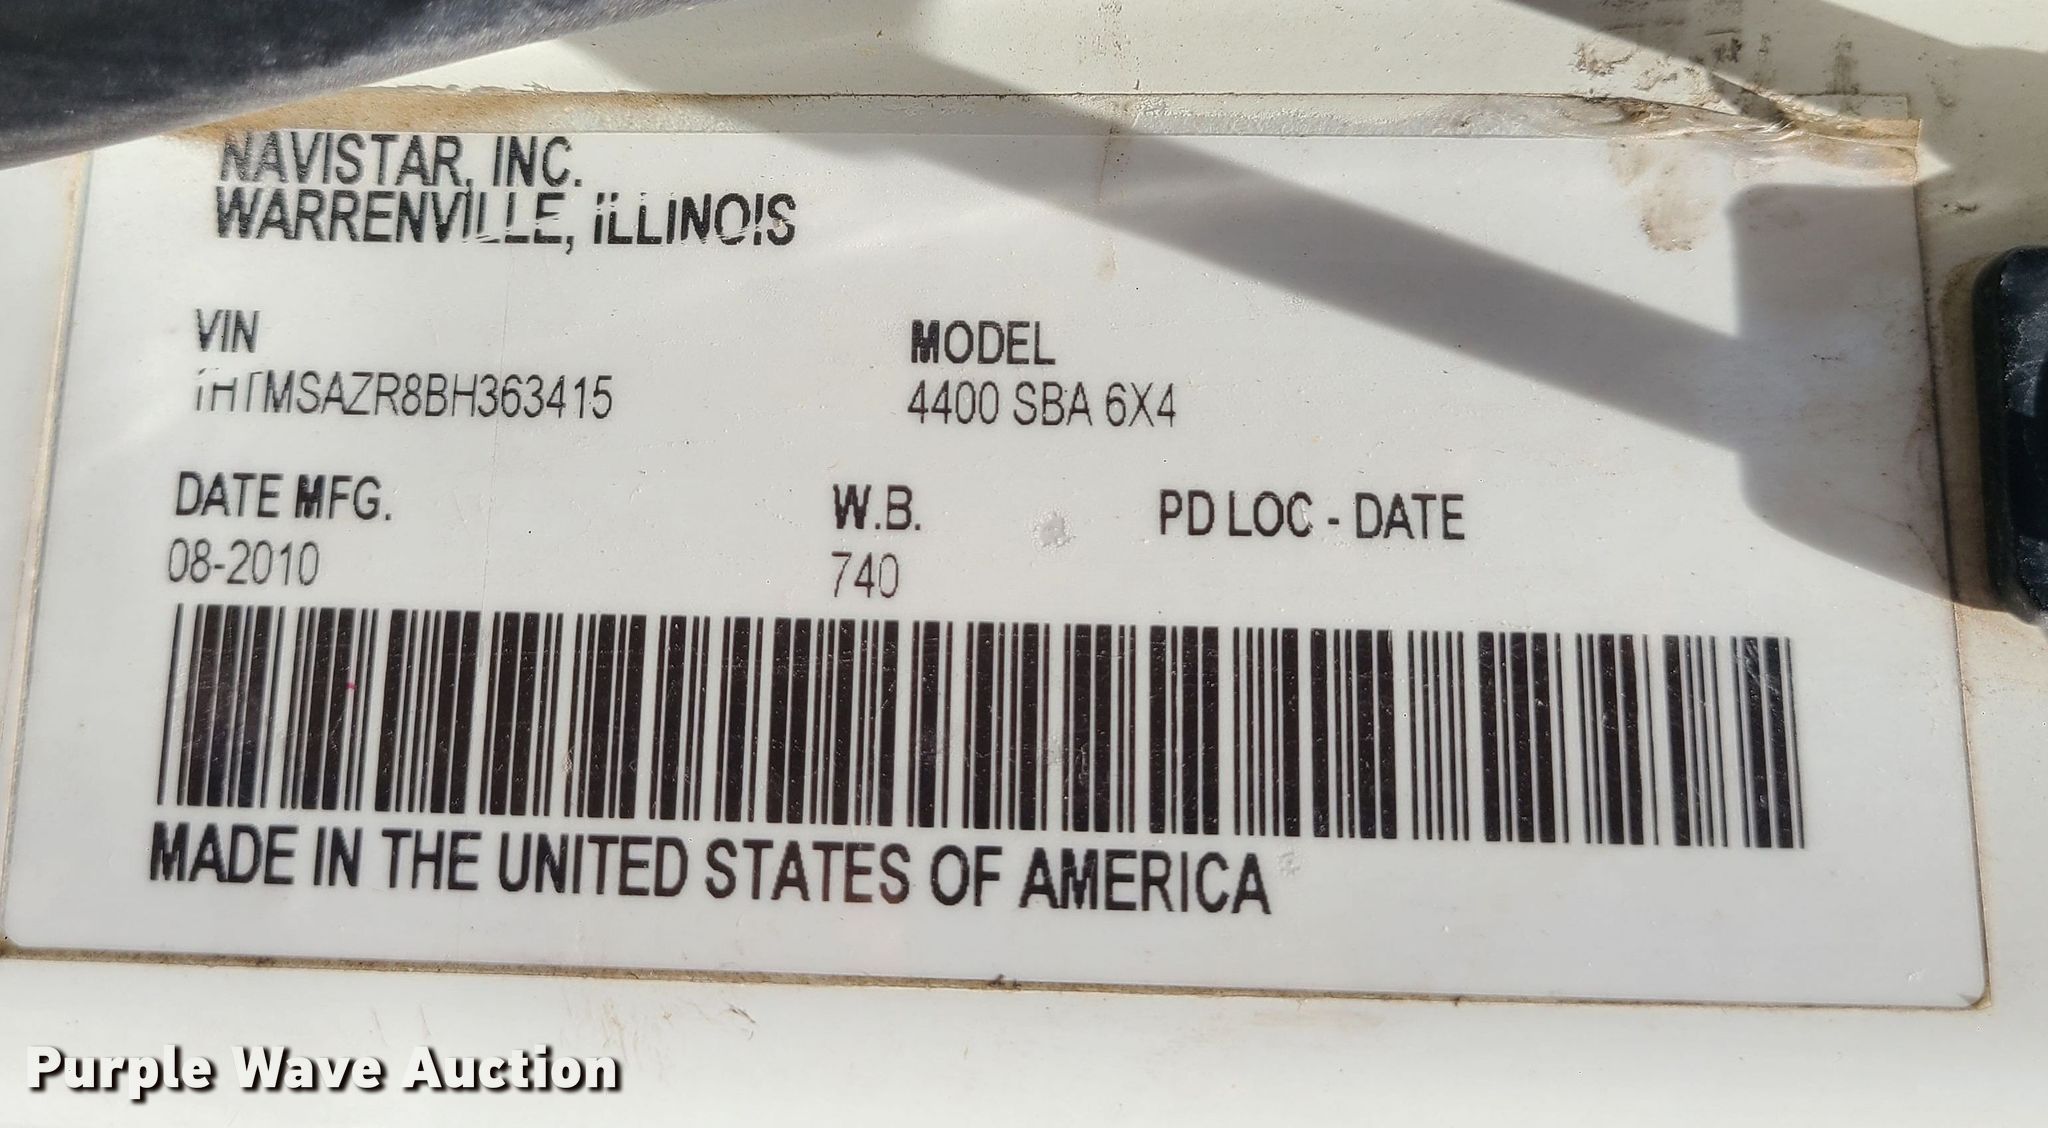 NAVISTAR, INC.
WARRENVILLE, ILLINOIS
VIN
1HTMSAZR8BH363415
MODEL
4400 SBA 6X4
DATE MFG.
08-2010
W.B.
740
PD LOC - DATE
MADE IN THE UNITED STATES OF AMERICA
Purple Wave Auction